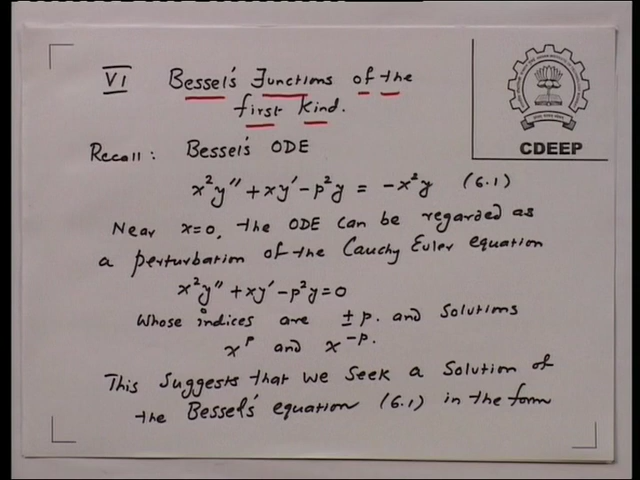 VI Bessel's Functions of the
first Kind.
CDEEP
Recall: Bessel's ODE
x²y'' + xy' - p²y = -x²y (6.1)
Near x=0, the ODE can be regarded as
a perturbation of the Cauchy Euler equation
x²y'' + xy' - p²y = 0
Whose indices are ± p. and solutions
x^p and x^-p.
This suggests that we seek a solution of
the Bessel's equation (6.1) in the form